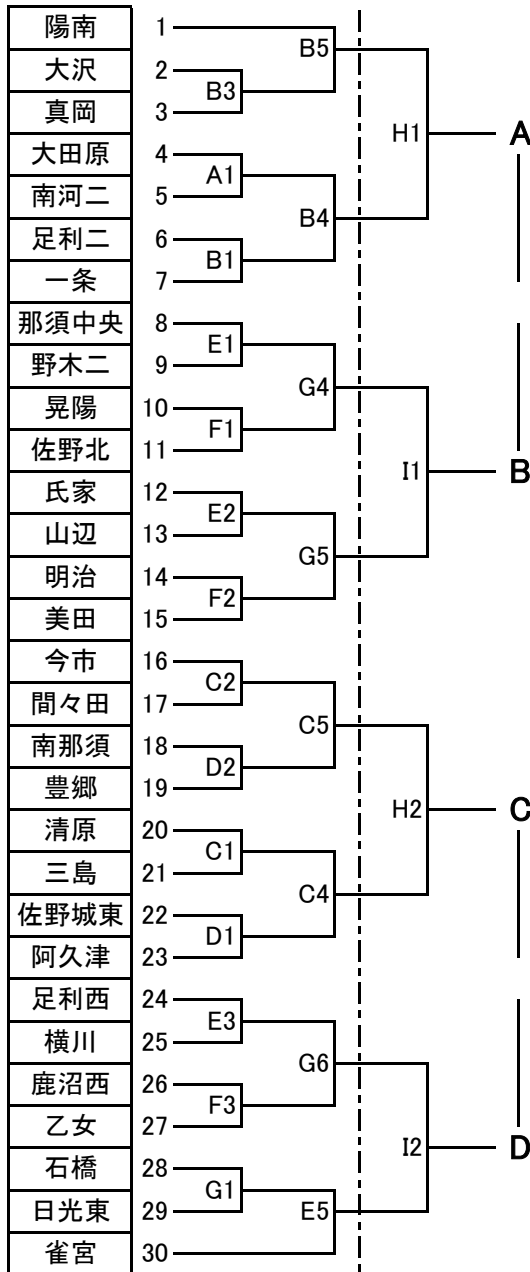 陽南 1
B5
大沢 2
B3
真岡 3
H1 A
大田原 4
A1
南河二 5
B4
足利二 6
B1
一条 7
那須中央 8
E1
野木二 9
G4
晃陽 10
F1
佐野北 11
I1 B
氏家 12
E2
山辺 13
G5
明治 14
F2
美田 15
今市 16
C2
間々田 17
C5
南那須 18
D2
豊郷 19
H2 C
清原 20
C1
三島 21
C4
佐野城東 22
D1
阿久津 23
足利西 24
E3
横川 25
G6
鹿沼西 26
F3
乙女 27
I2 D
石橋 28
G1
日光東 29
E5
雀宮 30